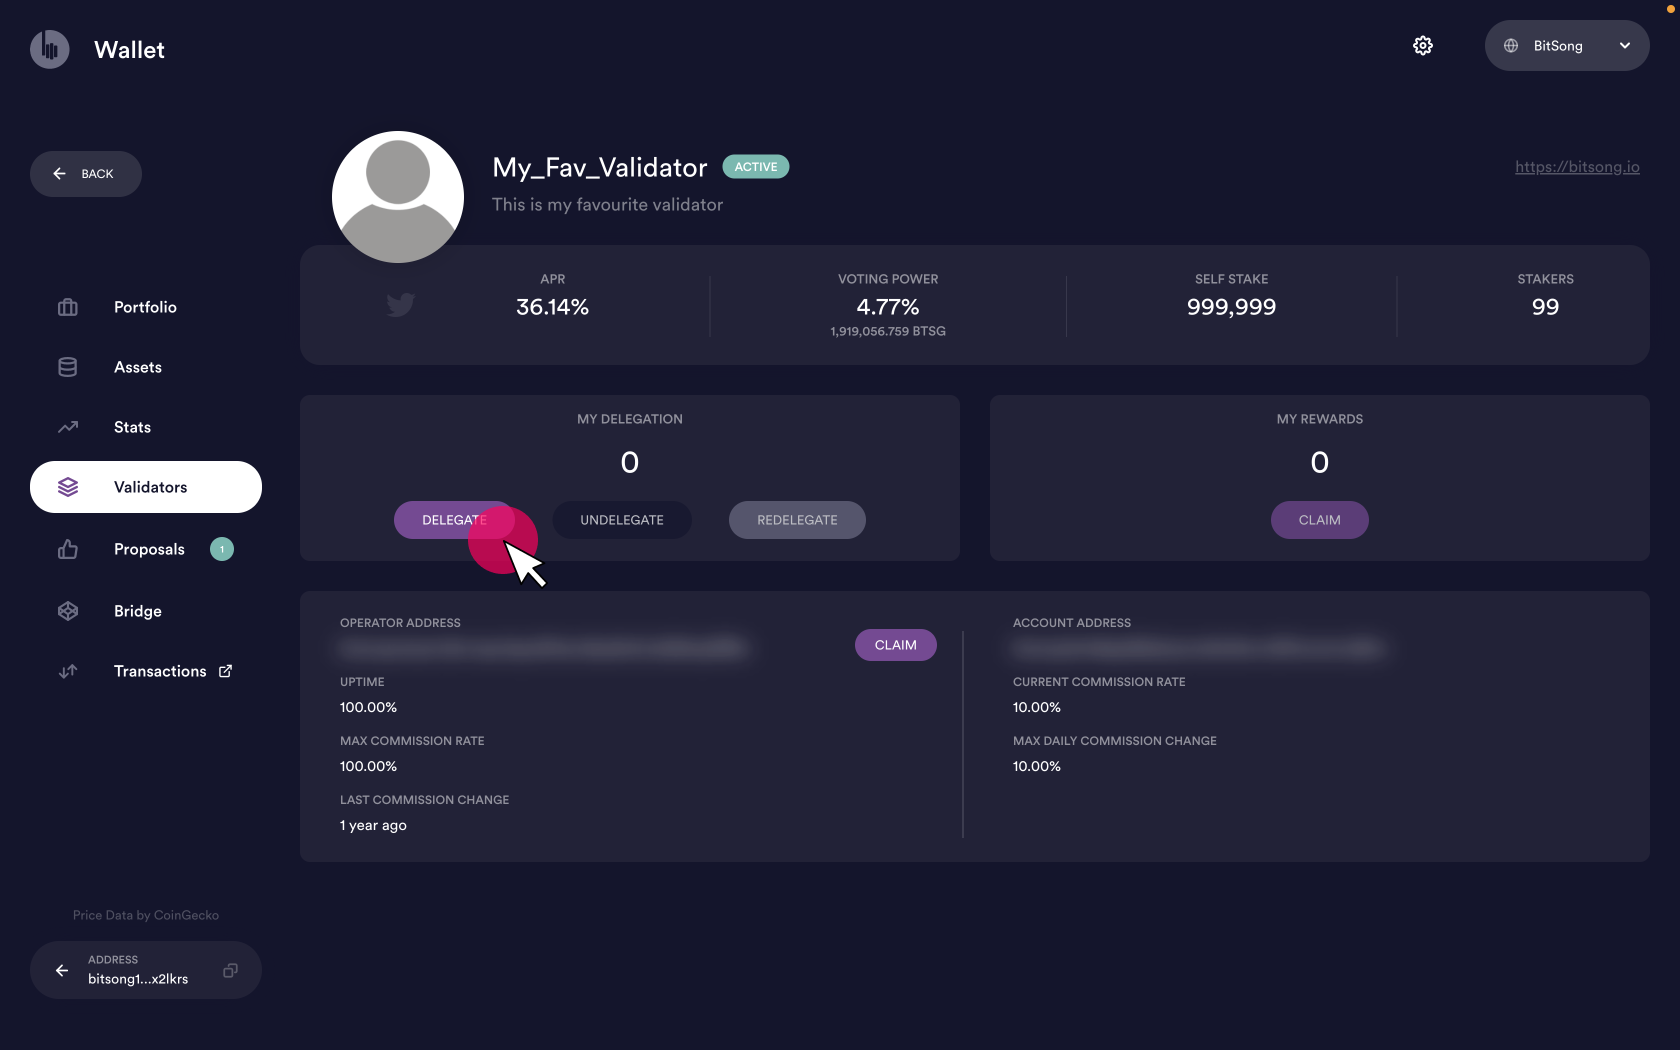 Wallet
BitSong
BACK
My_Fav_Validator ACTIVE
https://bitsong.io
This is my favourite validator
APR
36.14%
VOTING POWER
4.77%
1,919,056.759 BTSG
SELF STAKE
999,999
STAKERS
99
Portfolio
Assets
Stats
Validators
Proposals 1
Bridge
Transactions
MY DELEGATION
0
DELEGATE UNDELEGATE REDELEGATE
MY REWARDS
0
CLAIM
OPERATOR ADDRESS
CLAIM
UPTIME
100.00%
MAX COMMISSION RATE
100.00%
LAST COMMISSION CHANGE
1 year ago
ACCOUNT ADDRESS
CURRENT COMMISSION RATE
10.00%
MAX DAILY COMMISSION CHANGE
10.00%
Price Data by CoinGecko
ADDRESS
bitsong1...x2lkrs